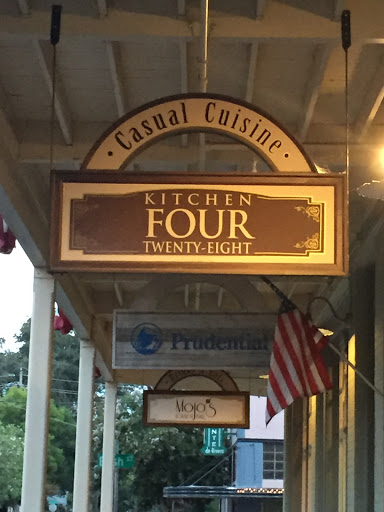 Casual Cuisine
KITCHEN
FOUR
TWENTY-EIGHT
Prudential
Mojo's